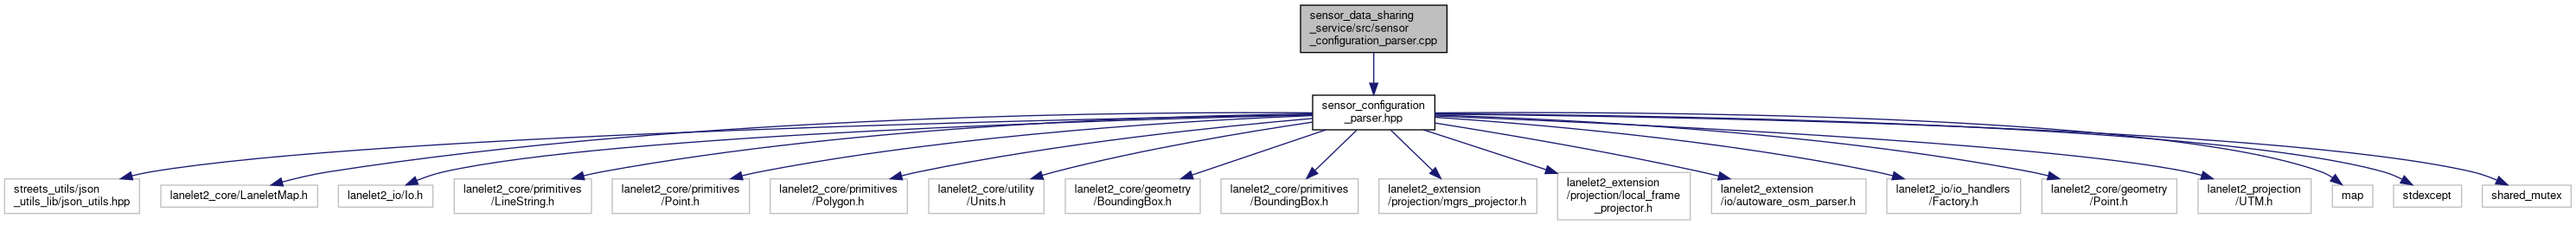 sensor_data_sharing
_service/src/sensor
_configuration_parser.cpp
sensor_configuration
_parser.hpp
streets_utils/json
_utils_lib/json_utils.hpp
lanelet2_core/LaneletMap.h
lanelet2_io/Io.h
lanelet2_core/primitives
/LineString.h
lanelet2_core/primitives
/Point.h
lanelet2_core/primitives
/Polygon.h
lanelet2_core/utility
/Units.h
lanelet2_core/geometry
/BoundingBox.h
lanelet2_core/primitives
/BoundingBox.h
lanelet2_extension
/projection/mgrs_projector.h
lanelet2_extension
/projection/local_frame
_projector.h
lanelet2_extension
/io/autoware_osm_parser.h
lanelet2_io/io_handlers
/Factory.h
lanelet2_core/geometry
/Point.h
lanelet2_projection
/UTM.h
map
stdexcept
shared_mutex